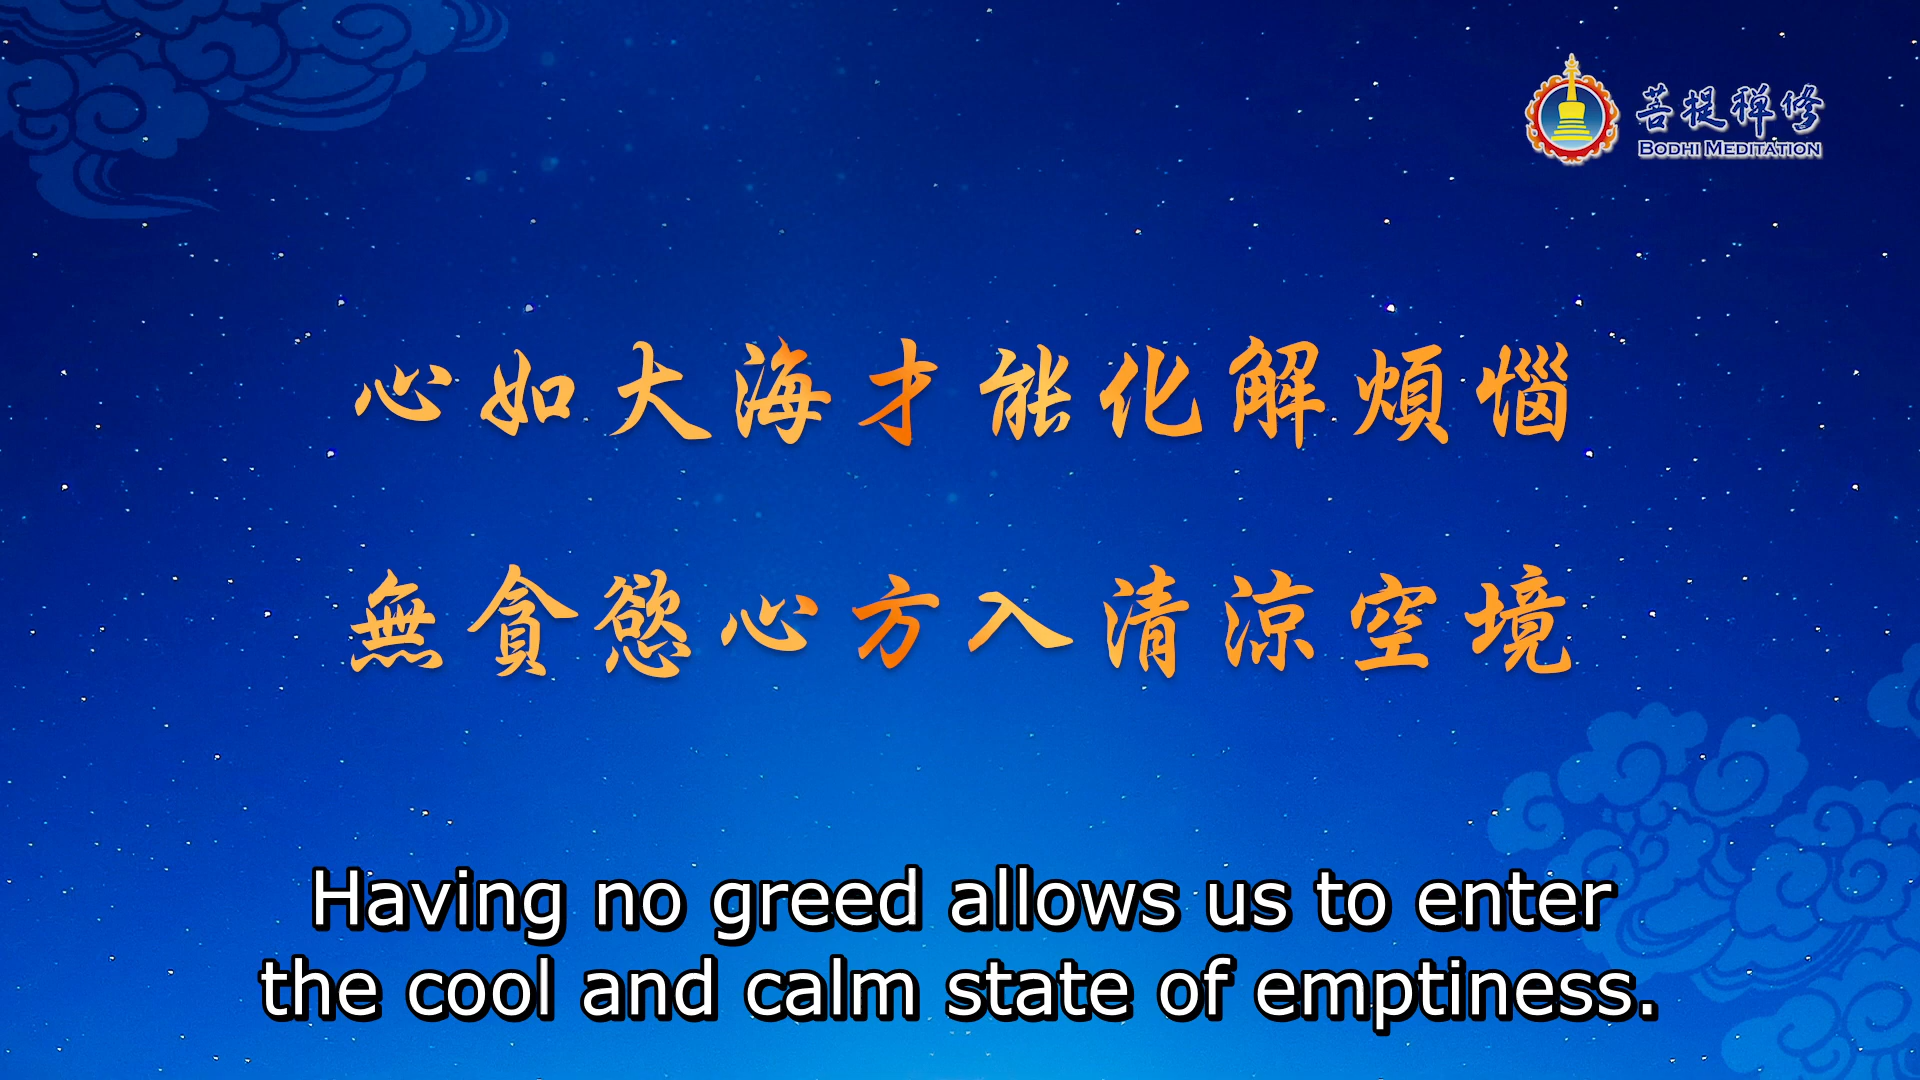 菩提禪修
BODHI MEDITATION
心如大海才能化解煩惱
無貪慾心方入清涼空境
Having no greed allows us to enter
the cool and calm state of emptiness.